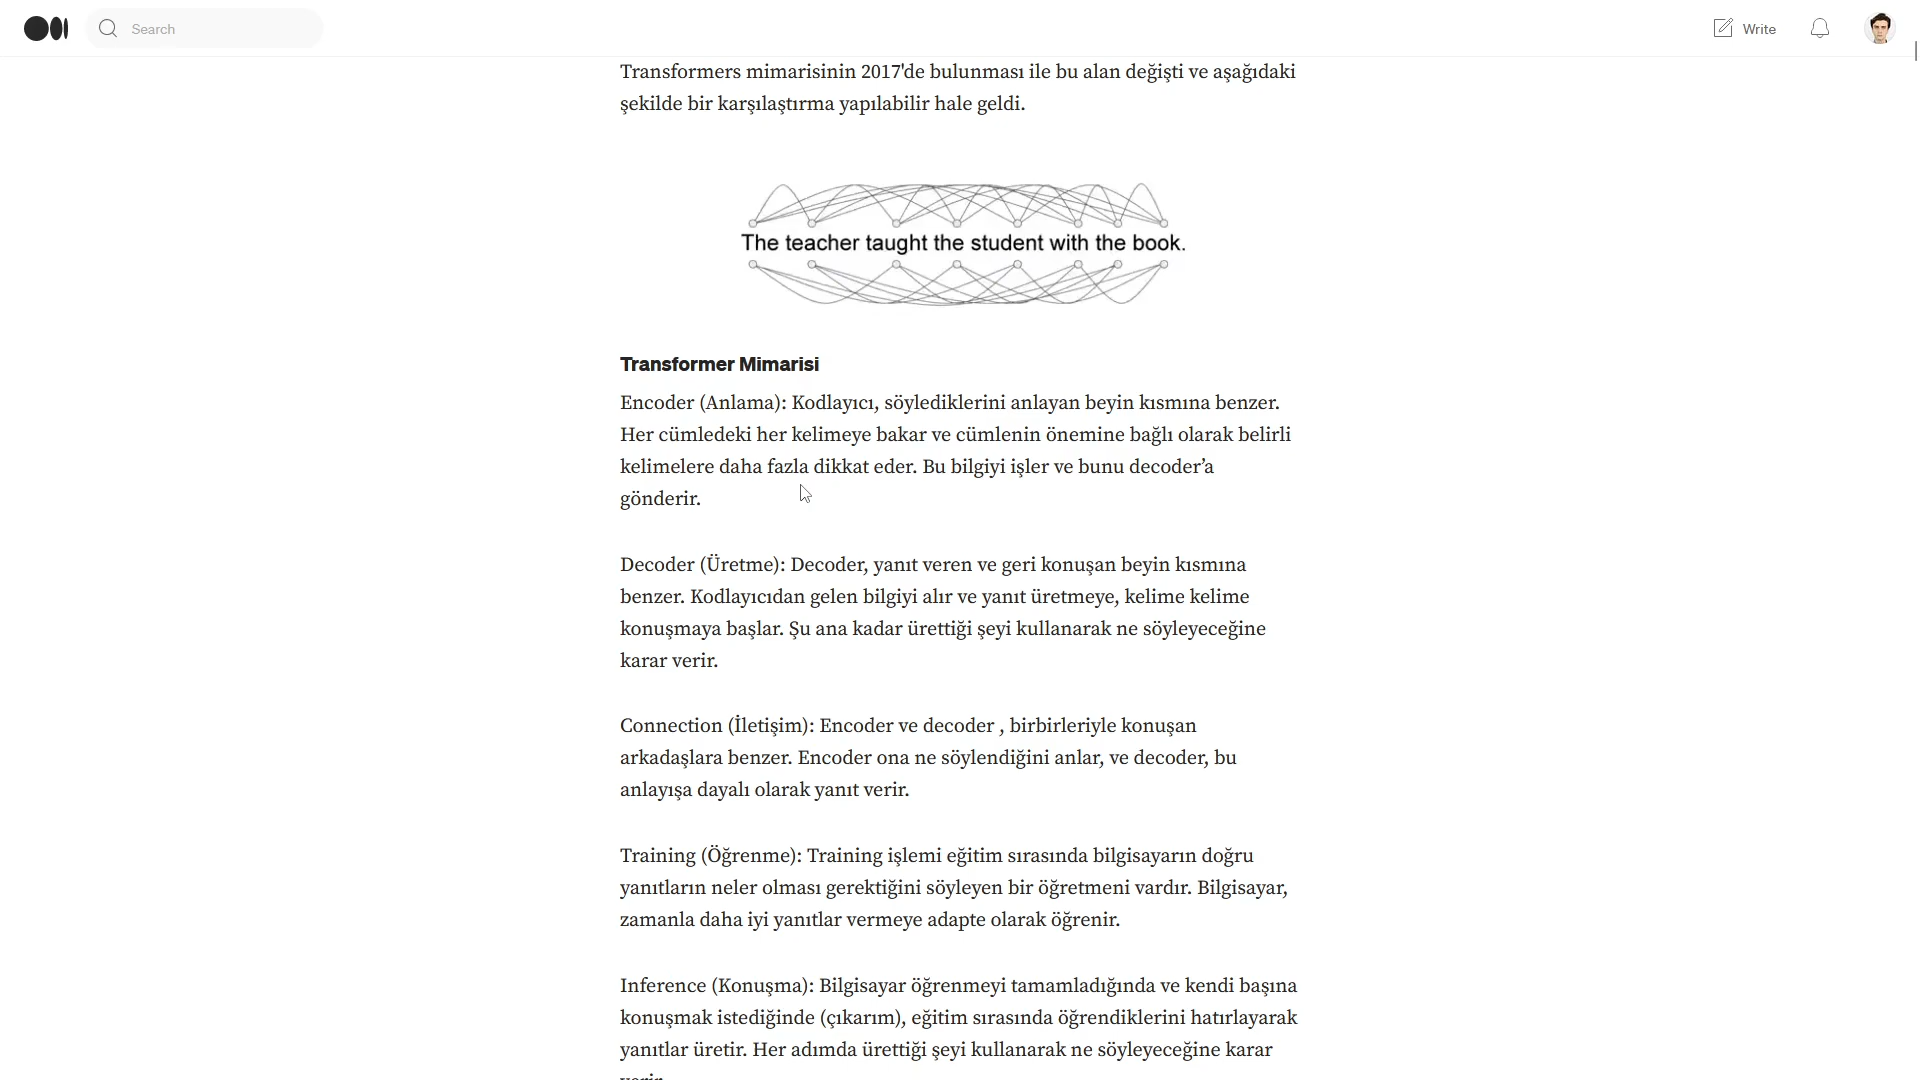 Search
Write
Transformers mimarisinin 2017'de bulunması ile bu alan değişti ve aşağıdaki
şekilde bir karşılaştırma yapılabilir hale geldi.
The teacher taught the student with the book.
Transformer Mimarisi
Encoder (Anlama): Kodlayıcı, söylediklerini anlayan beyin kısmına benzer.
Her cümledeki her kelimeye bakar ve cümlenin önemine bağlı olarak belirli
kelimelere daha fazla dikkat eder. Bu bilgiyi işler ve bunu decoder’a
gönderir.
Decoder (Üretme): Decoder, yanıt veren ve geri konuşan beyin kısmına
benzer. Kodlayıcıdan gelen bilgiyi alır ve yanıt üretmeye, kelime kelime
konuşmaya başlar. Şu ana kadar ürettiği şeyi kullanarak ne söyleyeceğine
karar verir.
Connection (İletişim): Encoder ve decoder , birbirleriyle konuşan
arkadaşlara benzer. Encoder ona ne söylendiğini anlar, ve decoder, bu
anlayışa dayalı olarak yanıt verir.
Training (Öğrenme): Training işlemi eğitim sırasında bilgisayarın doğru
yanıtların neler olması gerektiğini söyleyen bir öğretmeni vardır. Bilgisayar,
zamanla daha iyi yanıtlar vermeye adapte olarak öğrenir.
Inference (Konuşma): Bilgisayar öğrenmeyi tamamladığında ve kendi başına
konuşmak istediğinde (çıkarım), eğitim sırasında öğrendiklerini hatırlayarak
yanıtlar üretir. Her adımda ürettiği şeyi kullanarak ne söyleyeceğine karar